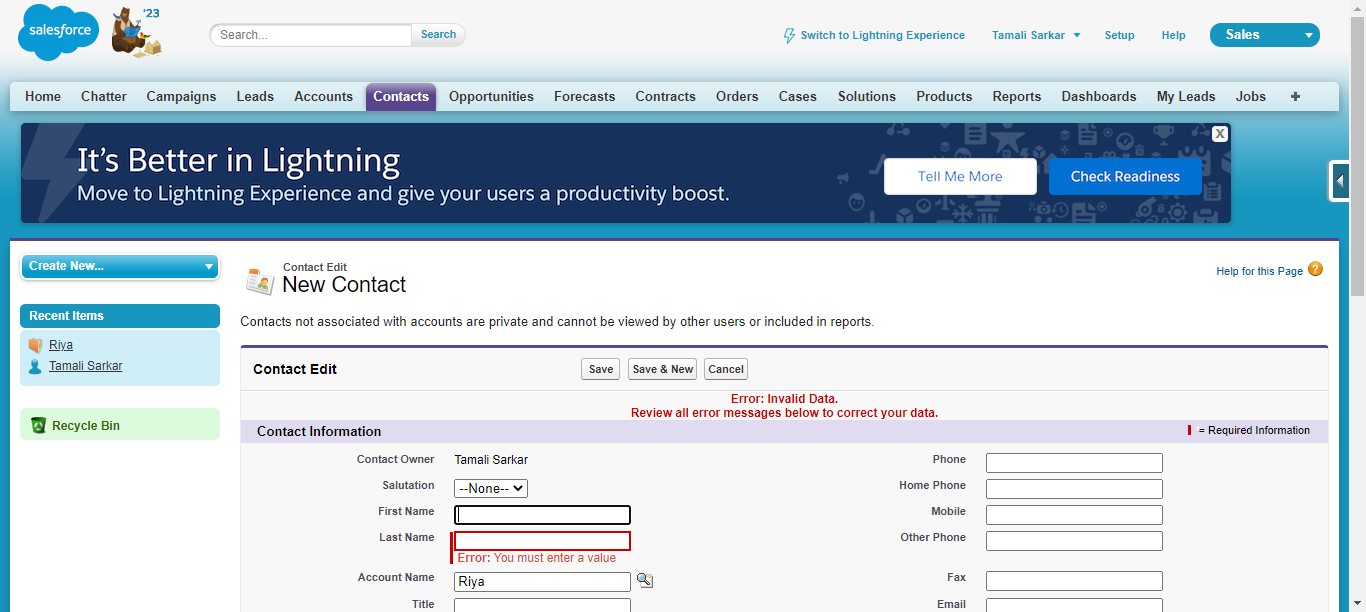 salesforce
'23
Search...
Search
Switch to Lightning Experience
Tamali Sarkar
Setup
Help
Sales
Home Chatter Campaigns Leads Accounts Contacts Opportunities Forecasts Contracts Orders Cases Solutions Products Reports Dashboards My Leads Jobs +
It's Better in Lightning
Move to Lightning Experience and give your users a productivity boost.
Tell Me More
Check Readiness
X
Create New...
Recent Items
Riya
Tamali Sarkar
Recycle Bin
Contact Edit
New Contact
Help for this Page ?
Contacts not associated with accounts are private and cannot be viewed by other users or included in reports.
Contact Edit
Save
Save & New
Cancel
Error: Invalid Data.
Review all error messages below to correct your data.
Contact Information
= Required Information
Contact Owner Tamali Sarkar
Phone
Salutation --None--
Home Phone
First Name
Mobile
Last Name
Error: You must enter a value
Other Phone
Account Name Riya
Fax
Title
Email